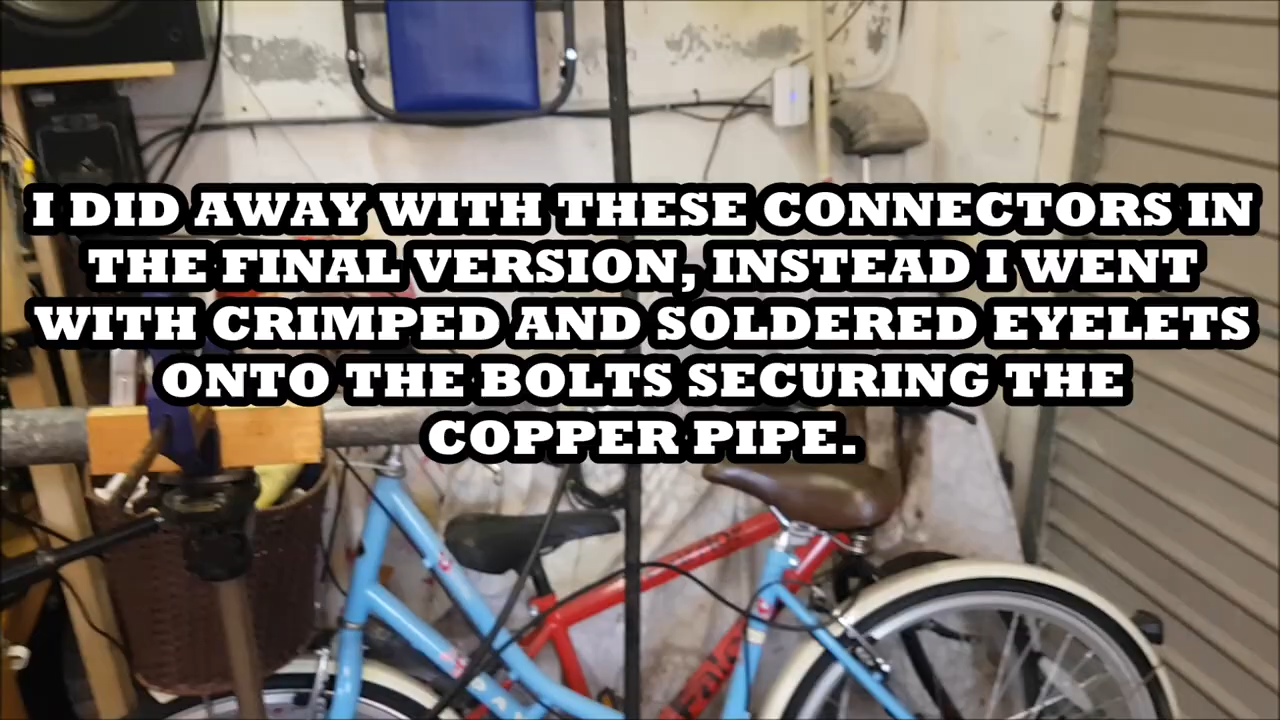 I DID AWAY WITH THESE CONNECTORS IN
THE FINAL VERSION, INSTEAD I WENT
WITH CRIMPED AND SOLDERED EYELETS
ONTO THE BOLTS SECURING THE
COPPER PIPE.